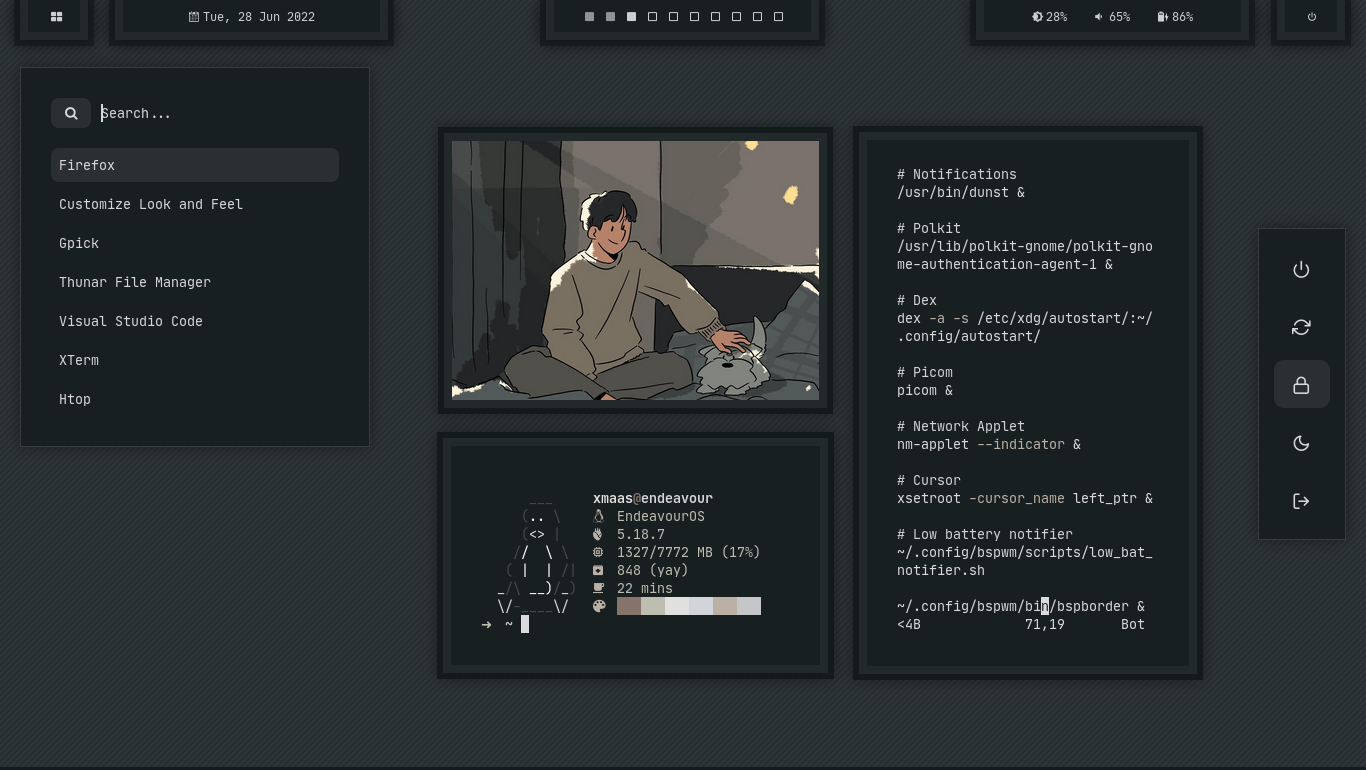 Tue, 28 Jun 2022
28%
65%
86%
Search...
Firefox
Customize Look and Feel
Gpick
Thunar File Manager
Visual Studio Code
XTerm
Htop
xmaas@endeavour
EndeavourOS
5.18.7
1327/7772 MB (17%)
848 (yay)
22 mins
➜ ~
# Notifications
/usr/bin/dunst &
# Polkit
/usr/lib/polkit-gnome/polkit-gno
me-authentication-agent-1 &
# Dex
dex -a -s /etc/xdg/autostart/:~/
.config/autostart/
# Picom
picom &
# Network Applet
nm-applet --indicator &
# Cursor
xsetroot -cursor_name left_ptr &
# Low battery notifier
~/.config/bspwm/scripts/low_bat_
notifier.sh
~/.config/bspwm/bin/bspborder &
<4B 71,19 Bot